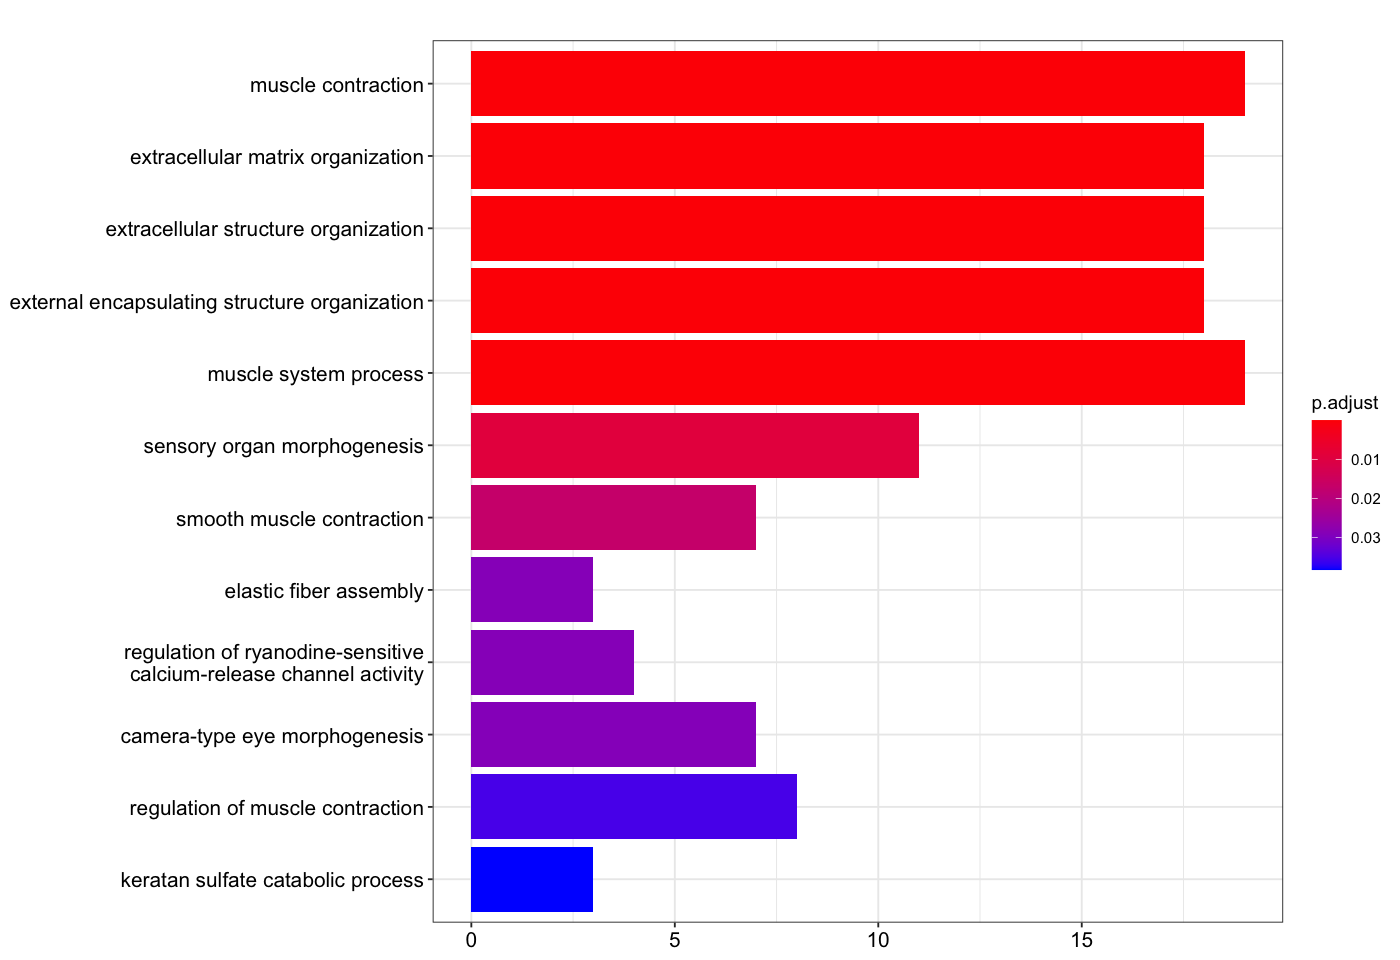 muscle contraction
extracellular matrix organization
extracellular structure organization
external encapsulating structure organization
muscle system process
sensory organ morphogenesis
smooth muscle contraction
elastic fiber assembly
regulation of ryanodine-sensitive
calcium-release channel activity
camera-type eye morphogenesis
regulation of muscle contraction
keratan sulfate catabolic process
0 5 10 15
p.adjust
0.01
0.02
0.03